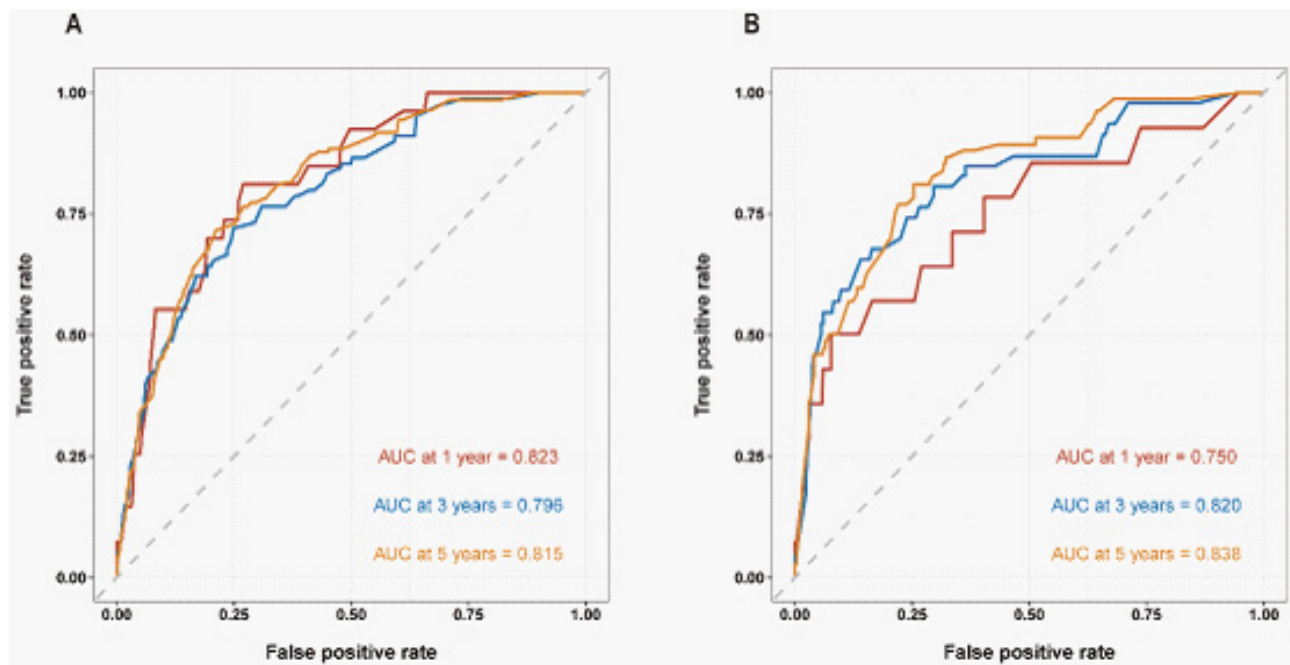 A
B
True positive rate
1.00
0.75
0.50
0.25
0.00
AUC at 1 year = 0.823
AUC at 3 years = 0.796
AUC at 5 years = 0.815
0.00 0.25 0.50 0.75 1.00
False positive rate
True positive rate
1.00
0.75
0.50
0.25
0.00
AUC at 1 year = 0.750
AUC at 3 years = 0.820
AUC at 5 years = 0.838
0.00 0.25 0.50 0.75 1.00
False positive rate